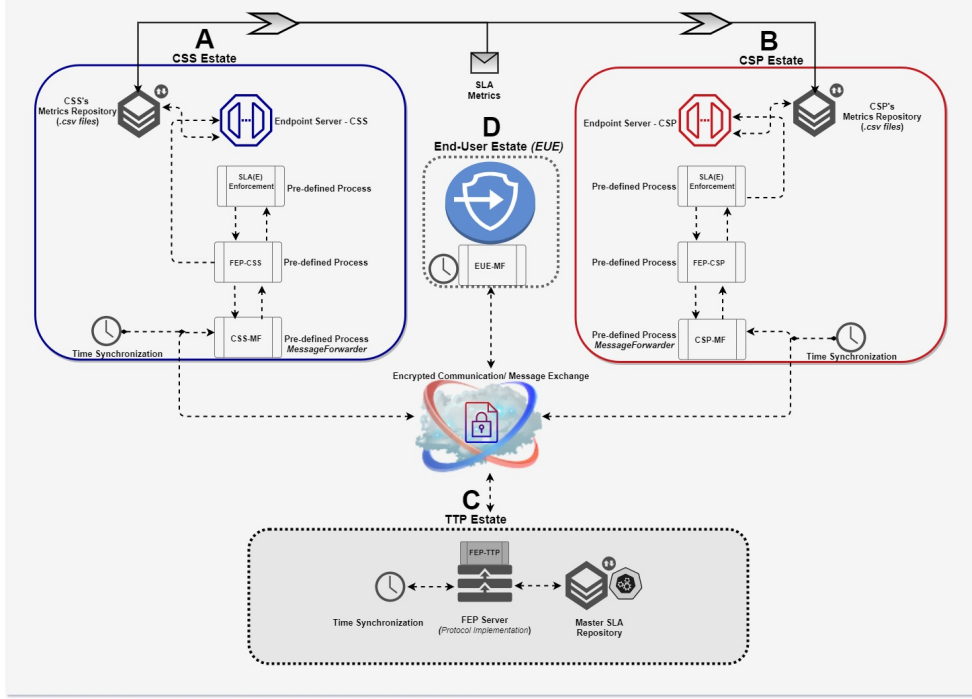 A
CSS Estate
B
CSP Estate
SLA
Metrics
CSS's
Metrics Repository
(.csv files)
Endpoint Server - CSS
SLA(E)
Enforcement
Pre-defined Process
FEP-CSS
Pre-defined Process
CSS-MF
Pre-defined Process
MessageForwarder
Time Synchronization
D
End-User Estate (EUE)
EUE-MF
Endpoint Server - CSP
CSP's
Metrics Repository
(.csv files)
Pre-defined Process
SLA(E)
Enforcement
Pre-defined Process
FEP-CSP
Pre-defined Process
MessageForwarder
CSP-MF
Time Synchronization
Encrypted Communication/ Message Exchange
C
TTP Estate
FEP-TTP
Time Synchronization
FEP Server
(Protocol Implementation)
Master SLA
Repository